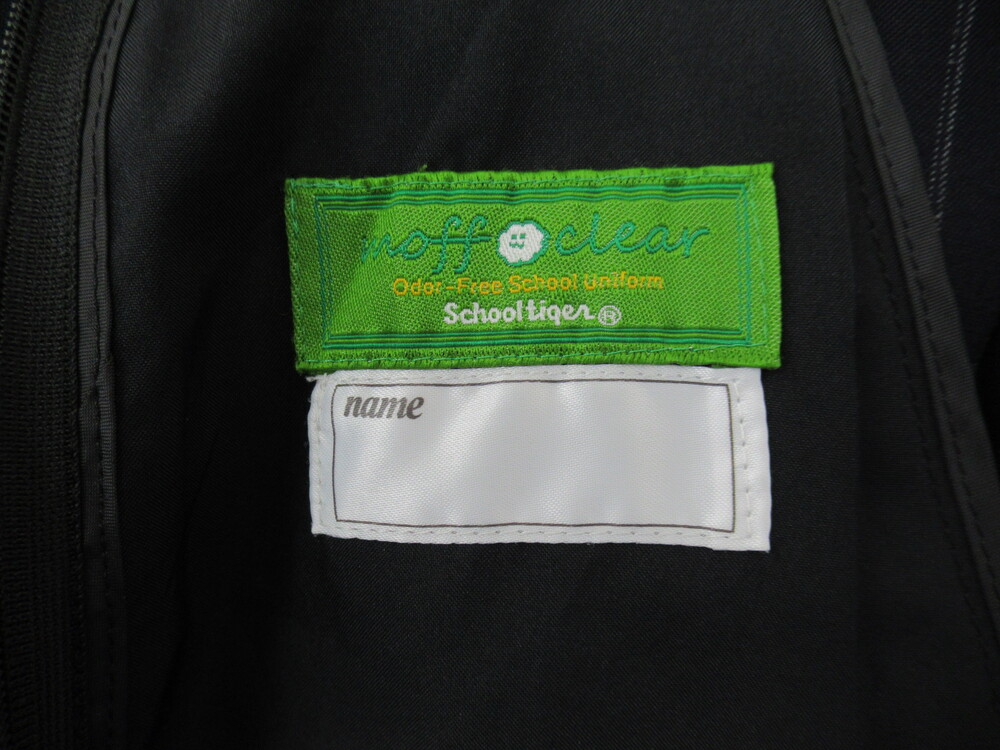 moff clear
Odor-Free School Uniform
Schooltiger®
name